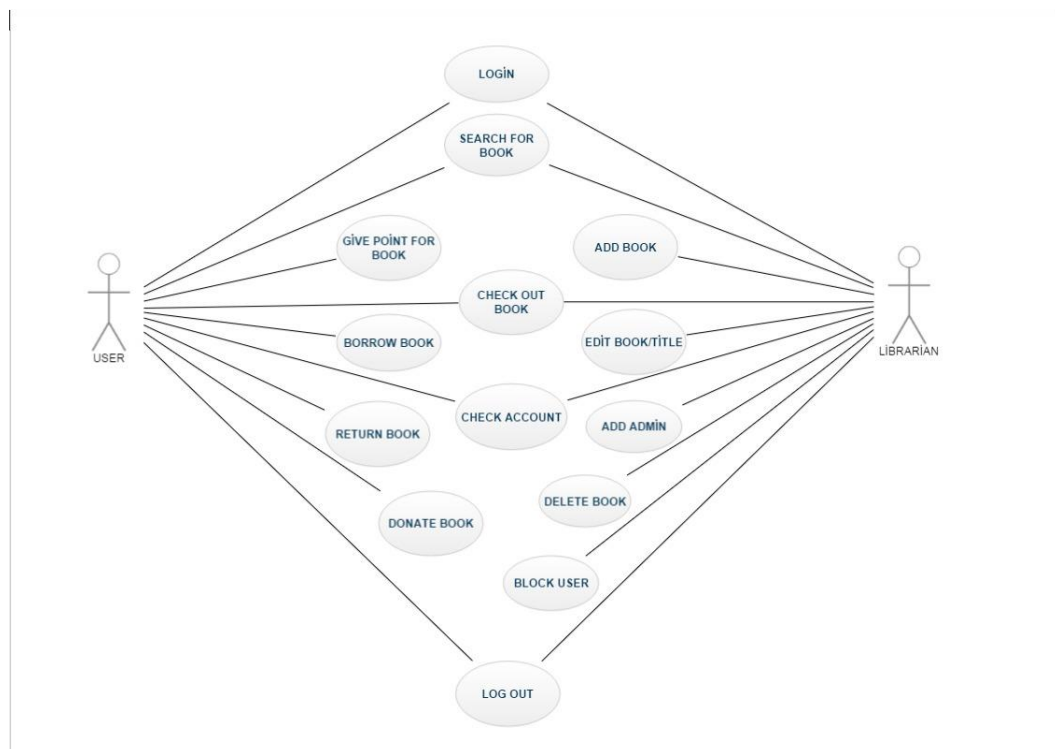 LOGİN
SEARCH FOR
BOOK
GİVE POİNT FOR
BOOK
ADD BOOK
CHECK OUT
BOOK
BORROW BOOK
EDİT BOOK/TİTLE
USER
LİBRARİAN
CHECK ACCOUNT
ADD ADMİN
RETURN BOOK
DELETE BOOK
DONATE BOOK
BLOCK USER
LOG OUT